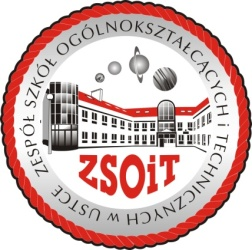 ZESPÓŁ SZKÓŁ OGÓLNOKSZTAŁCĄCYCH i TECHNICZNYCH w USTCE
ZSOiT